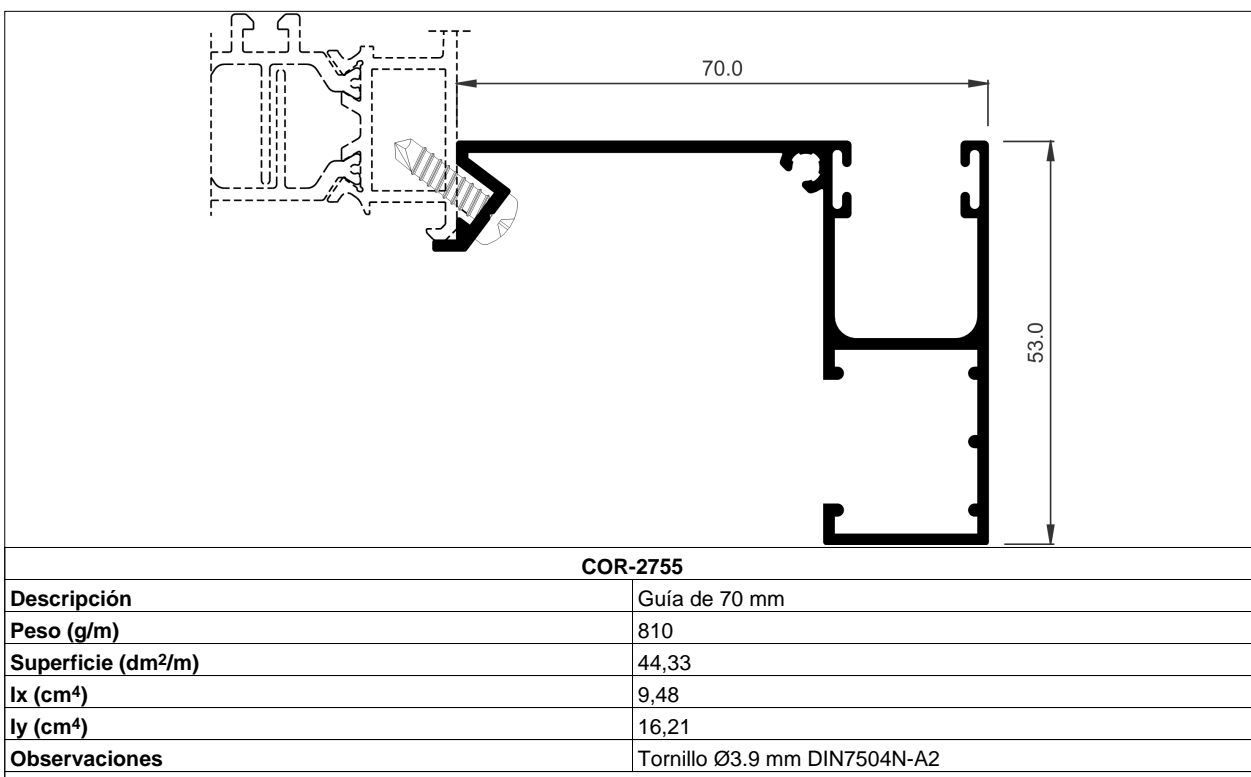 70.0
53.0
COR-2755
Descripción Guía de 70 mm
Peso (g/m) 810
Superficie (dm²/m) 44,33
Ix (cm⁴) 9,48
Iy (cm⁴) 16,21
Observaciones Tornillo Ø3.9 mm DIN7504N-A2